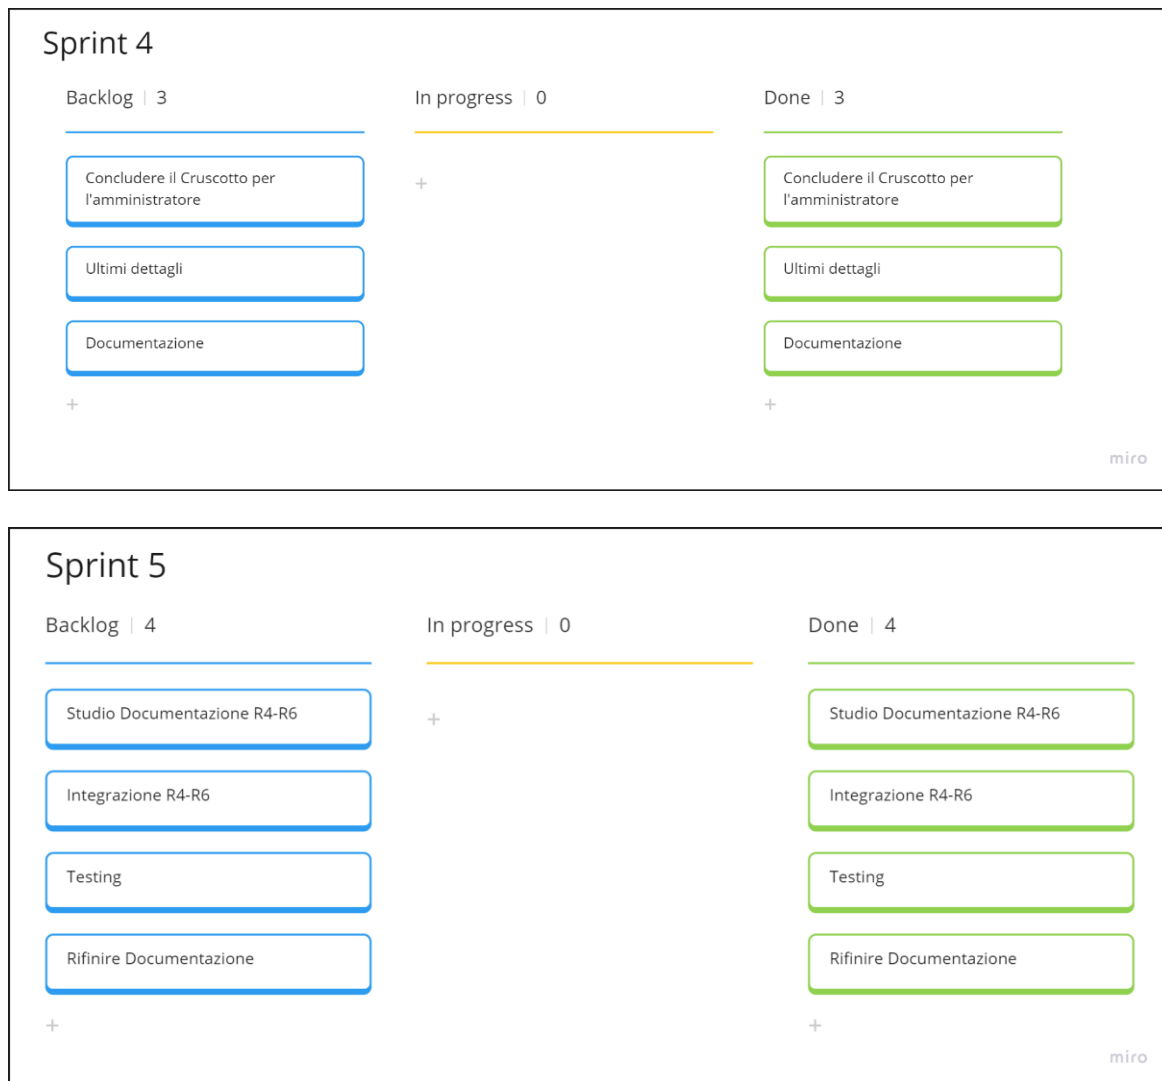 Sprint 4
Backlog | 3
In progress | 0
Done | 3
Concludere il Cruscotto per
l'amministratore
Ultimi dettagli
Documentazione
+
+
Concludere il Cruscotto per
l'amministratore
Ultimi dettagli
Documentazione
+
miro
Sprint 5
Backlog | 4
In progress | 0
Done | 4
Studio Documentazione R4-R6
Integrazione R4-R6
Testing
Rifinire Documentazione
+
+
Studio Documentazione R4-R6
Integrazione R4-R6
Testing
Rifinire Documentazione
+
miro